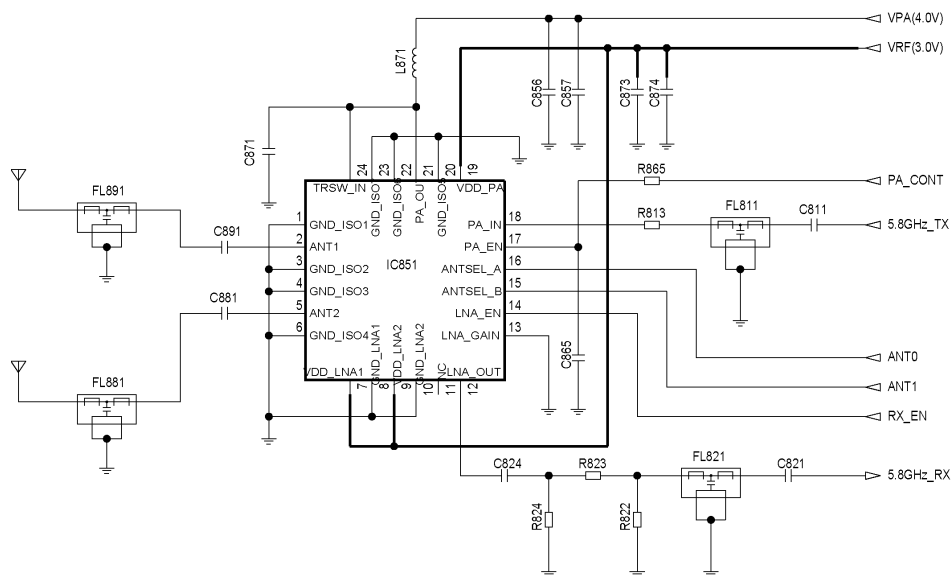 VPA(4.0V)
VRF(3.0V)
L871
C856
C857
C873
C874
C871
24
23
22
21
20
19
R865
PA_CONT
TRSW_IN
GND_ISO
GND_ISO5
PA_OU
GND_ISO5
VDD_PA
FL891
R813
FL811
C811
5.8GHz_TX
1
GND_ISO1
PA_IN
18
C891
2
ANT1
PA_EN
17
IC851
3
GND_ISO2
ANTSEL_A
16
4
GND_ISO3
ANTSEL_B
15
C881
5
ANT2
LNA_EN
14
6
GND_ISO4
LNA_GAIN
13
GND_LNA1
VDD_LNA2
GND_LNA2
C865
ANT0
VDD_LNA1
NC
LNA_OUT
FL881
7
8
9
10
11
12
ANT1
RX_EN
C824
R823
FL821
C821
5.8GHz_RX
R824
R822